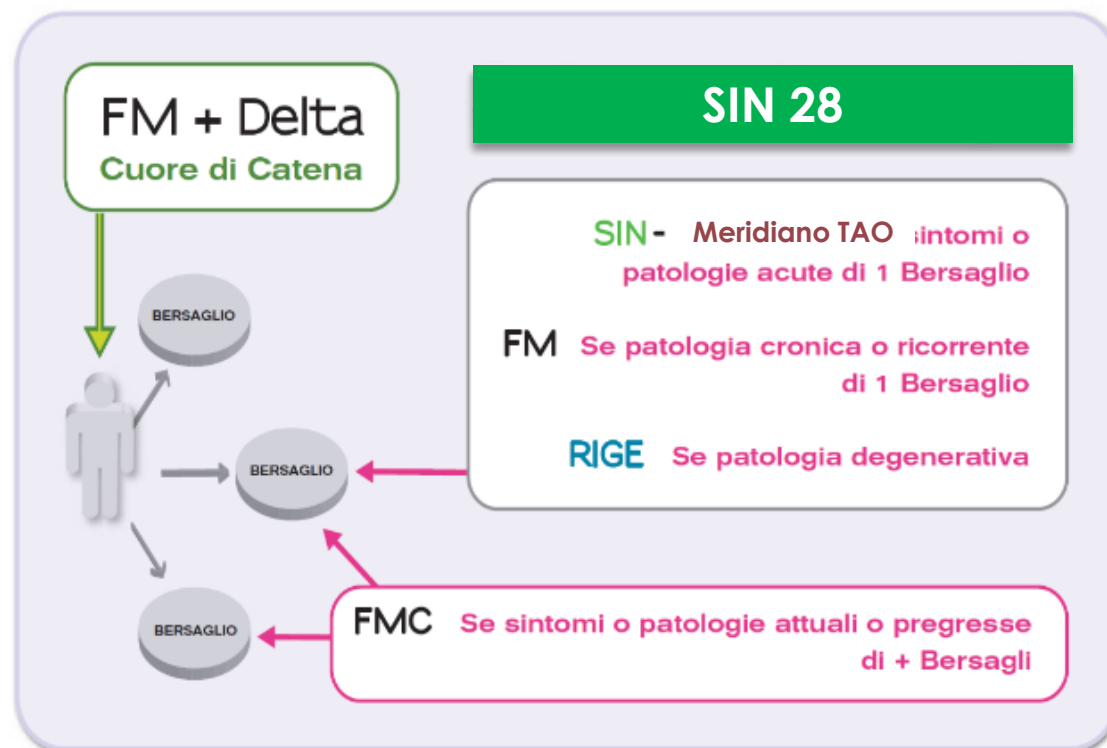 FM + Delta
Cuore di Catena
SIN 28
SIN - Meridiano TAO sintomi o
patologie acute di 1 Bersaglio
FM Se patologia cronica o ricorrente
di 1 Bersaglio
RIGE Se patologia degenerativa
BERSAGLIO
BERSAGLIO
BERSAGLIO
FMC Se sintomi o patologie attuali o pregresse
di + Bersagli